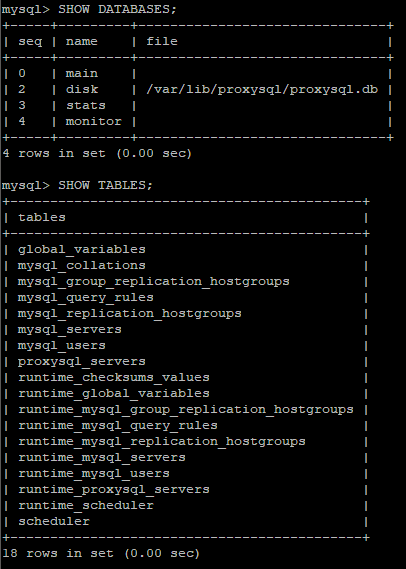 mysql> SHOW DATABASES;
+-----+---------+-------------------------------+
| seq | name    | file                          |
+-----+---------+-------------------------------+
| 0   | main    |                               |
| 2   | disk    | /var/lib/proxysql/proxysql.db |
| 3   | stats   |                               |
| 4   | monitor |                               |
+-----+---------+-------------------------------+
4 rows in set (0.00 sec)
mysql> SHOW TABLES;
+--------------------------------------------+
| tables                                     |
+--------------------------------------------+
| global_variables                           |
| mysql_collations                           |
| mysql_group_replication_hostgroups         |
| mysql_query_rules                          |
| mysql_replication_hostgroups               |
| mysql_servers                              |
| mysql_users                                |
| proxysql_servers                           |
| runtime_checksums_values                   |
| runtime_global_variables                   |
| runtime_mysql_group_replication_hostgroups |
| runtime_mysql_query_rules                  |
| runtime_mysql_replication_hostgroups       |
| runtime_mysql_servers                      |
| runtime_mysql_users                        |
| runtime_proxysql_servers                   |
| runtime_scheduler                          |
| scheduler                                  |
+--------------------------------------------+
18 rows in set (0.00 sec)